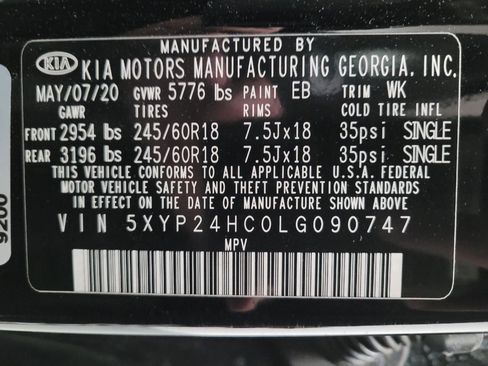 MANUFACTURED BY
KIA KIA MOTORS MANUFACTURING GEORGIA, INC.
MAY/07/20 GVWR 5776 lbs PAINT EB TRIM WK
GAWR TIRES RIMS COLD TIRE INFL
FRONT 2954 lbs 245/60R18 7.5Jx18 35psi SINGLE
REAR 3196 lbs 245/60R18 7.5Jx18 35psi SINGLE
THIS VEHICLE CONFORMS TO ALL APPLICABLE U.S.A. FEDERAL
MOTOR VEHICLE SAFETY AND THEFT PREVENTION STANDARDS
IN EFFECT ON THE DATE OF MANUFACTURE SHOWN ABOVE
VIN 5XYP24HC0LG090747
MPV
9200